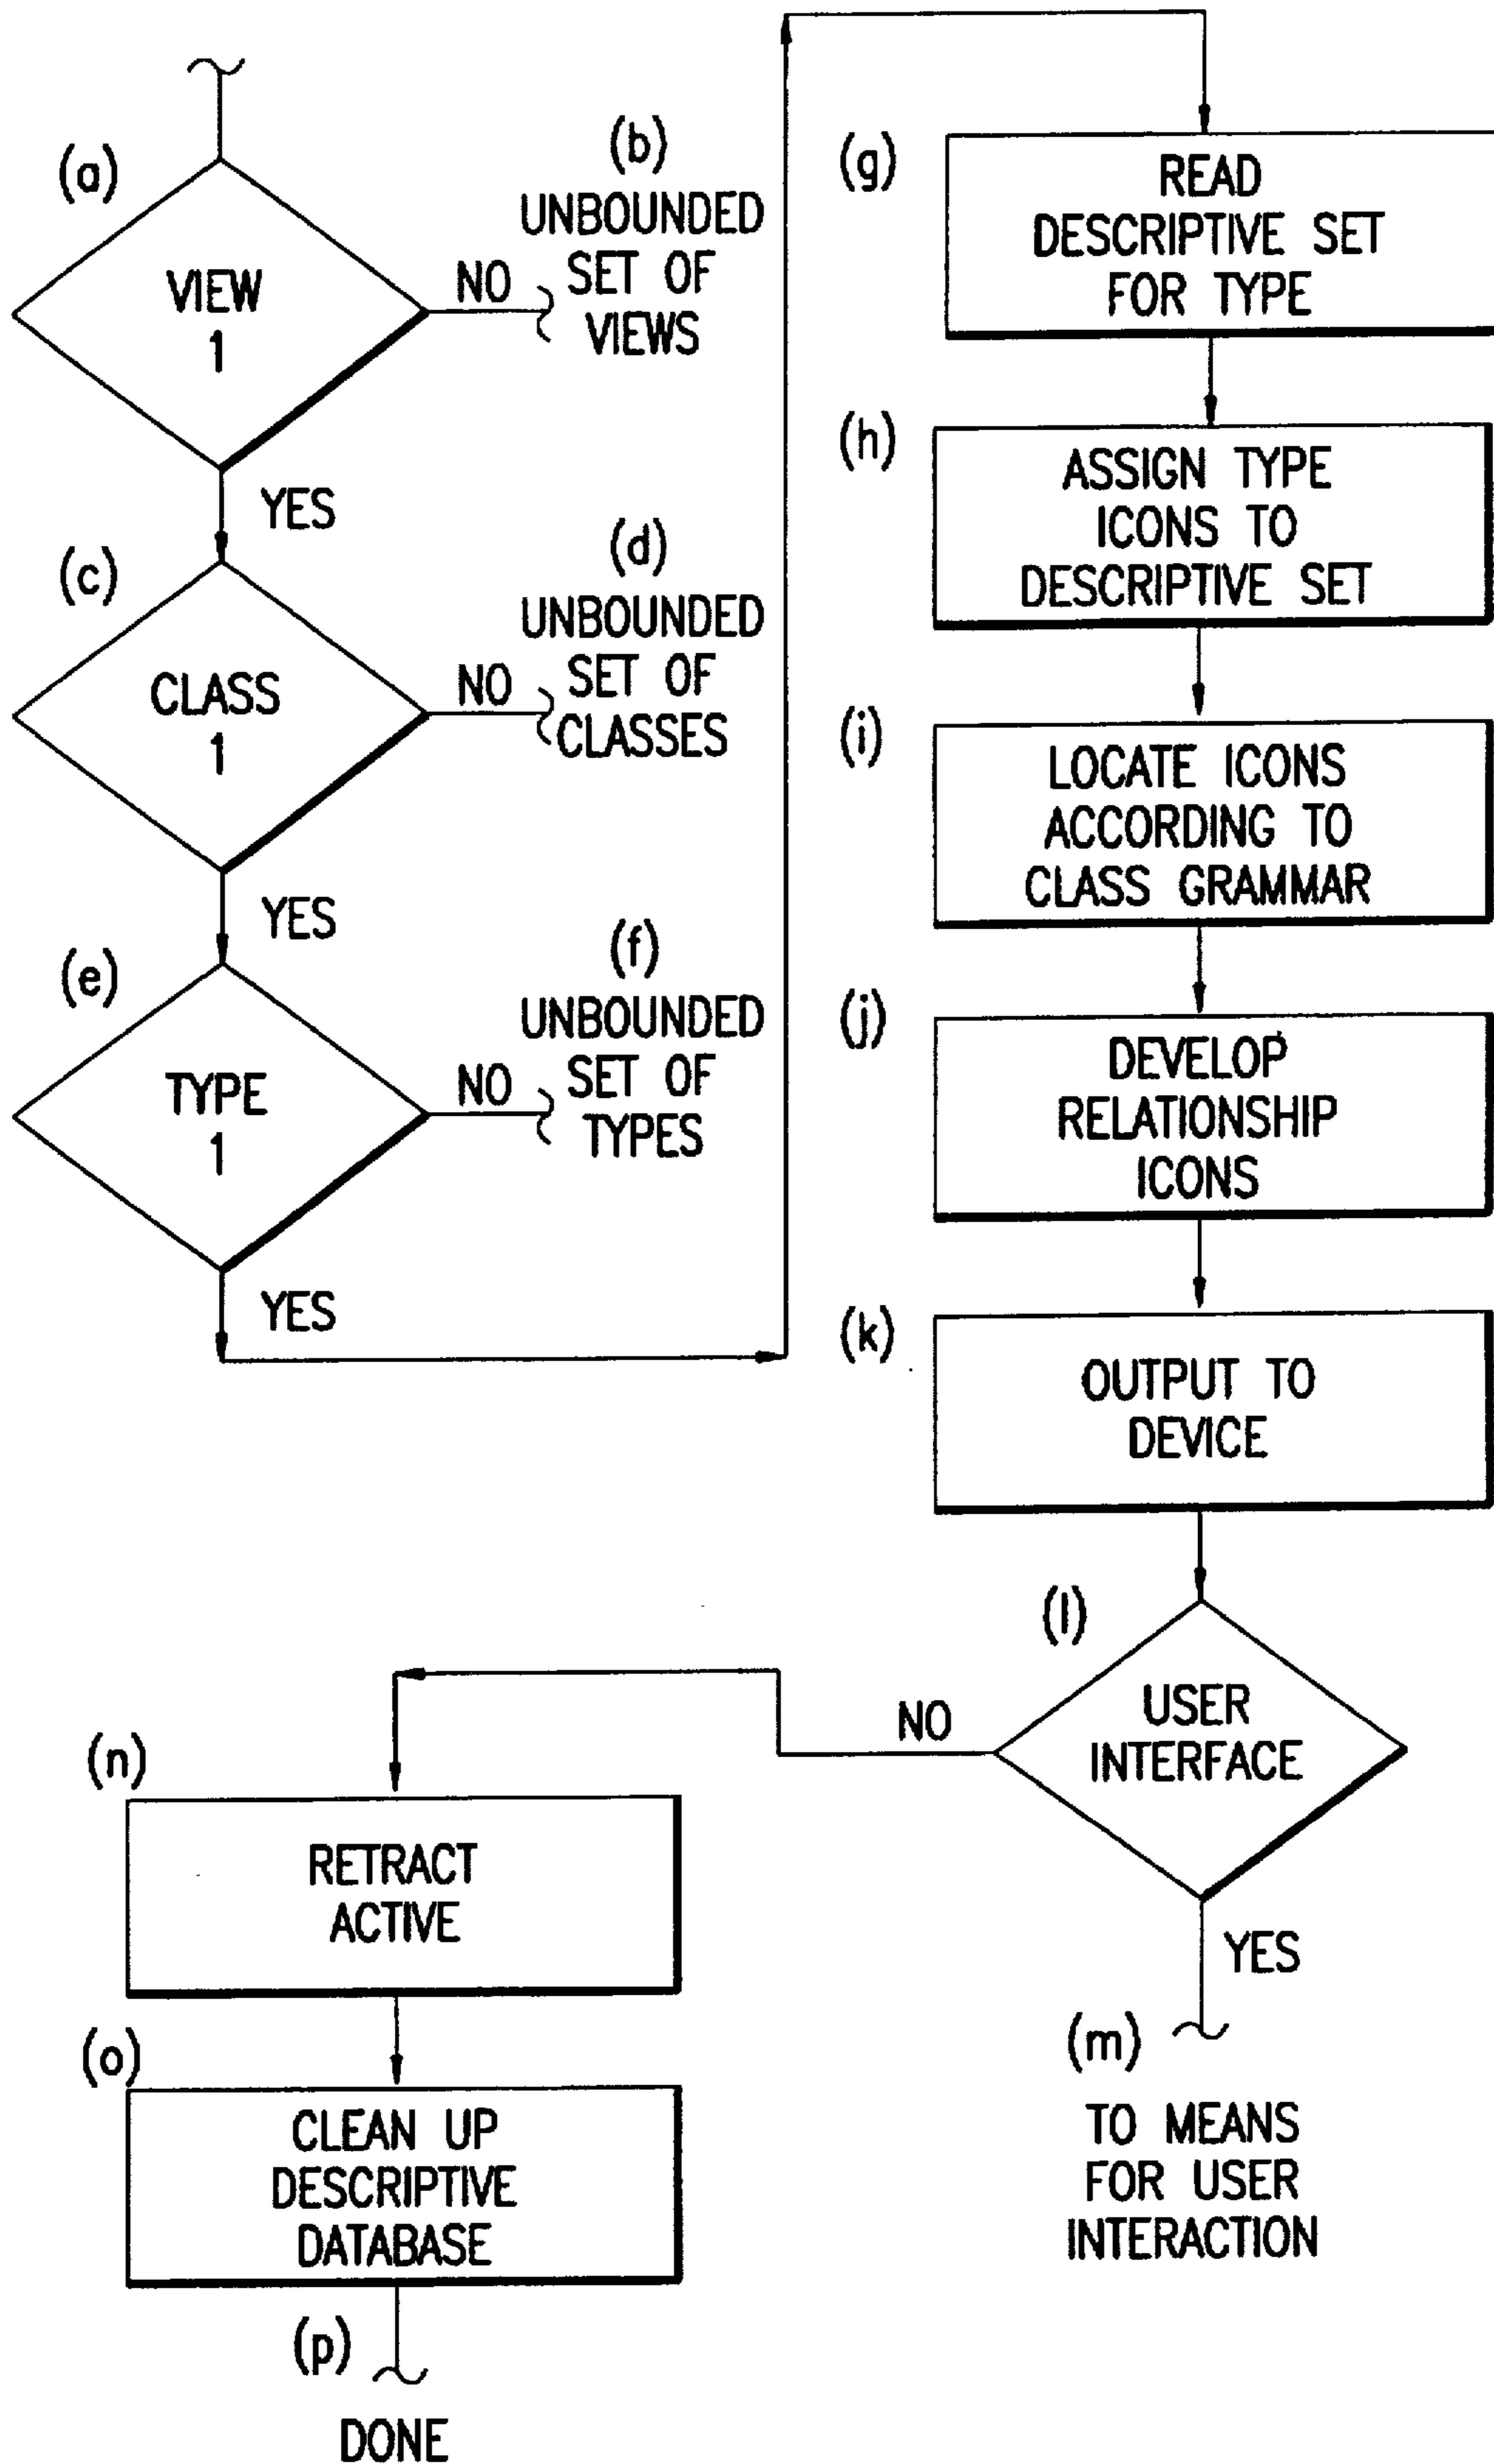 (a)
VIEW
1
NO
(b)
UNBOUNDED
SET OF
VIEWS
YES
(c)
CLASS
1
NO
(d)
UNBOUNDED
SET OF
CLASSES
YES
(e)
TYPE
1
NO
(f)
UNBOUNDED
SET OF
TYPES
YES
(g)
READ
DESCRIPTIVE SET
FOR TYPE
(h)
ASSIGN TYPE
ICONS TO
DESCRIPTIVE SET
(i)
LOCATE ICONS
ACCORDING TO
CLASS GRAMMAR
(j)
DEVELOP
RELATIONSHIP
ICONS
(k)
OUTPUT TO
DEVICE
(l)
USER
INTERFACE
NO
YES
(m)
TO MEANS
FOR USER
INTERACTION
(n)
RETRACT
ACTIVE
(o)
CLEAN UP
DESCRIPTIVE
DATABASE
(p)
DONE